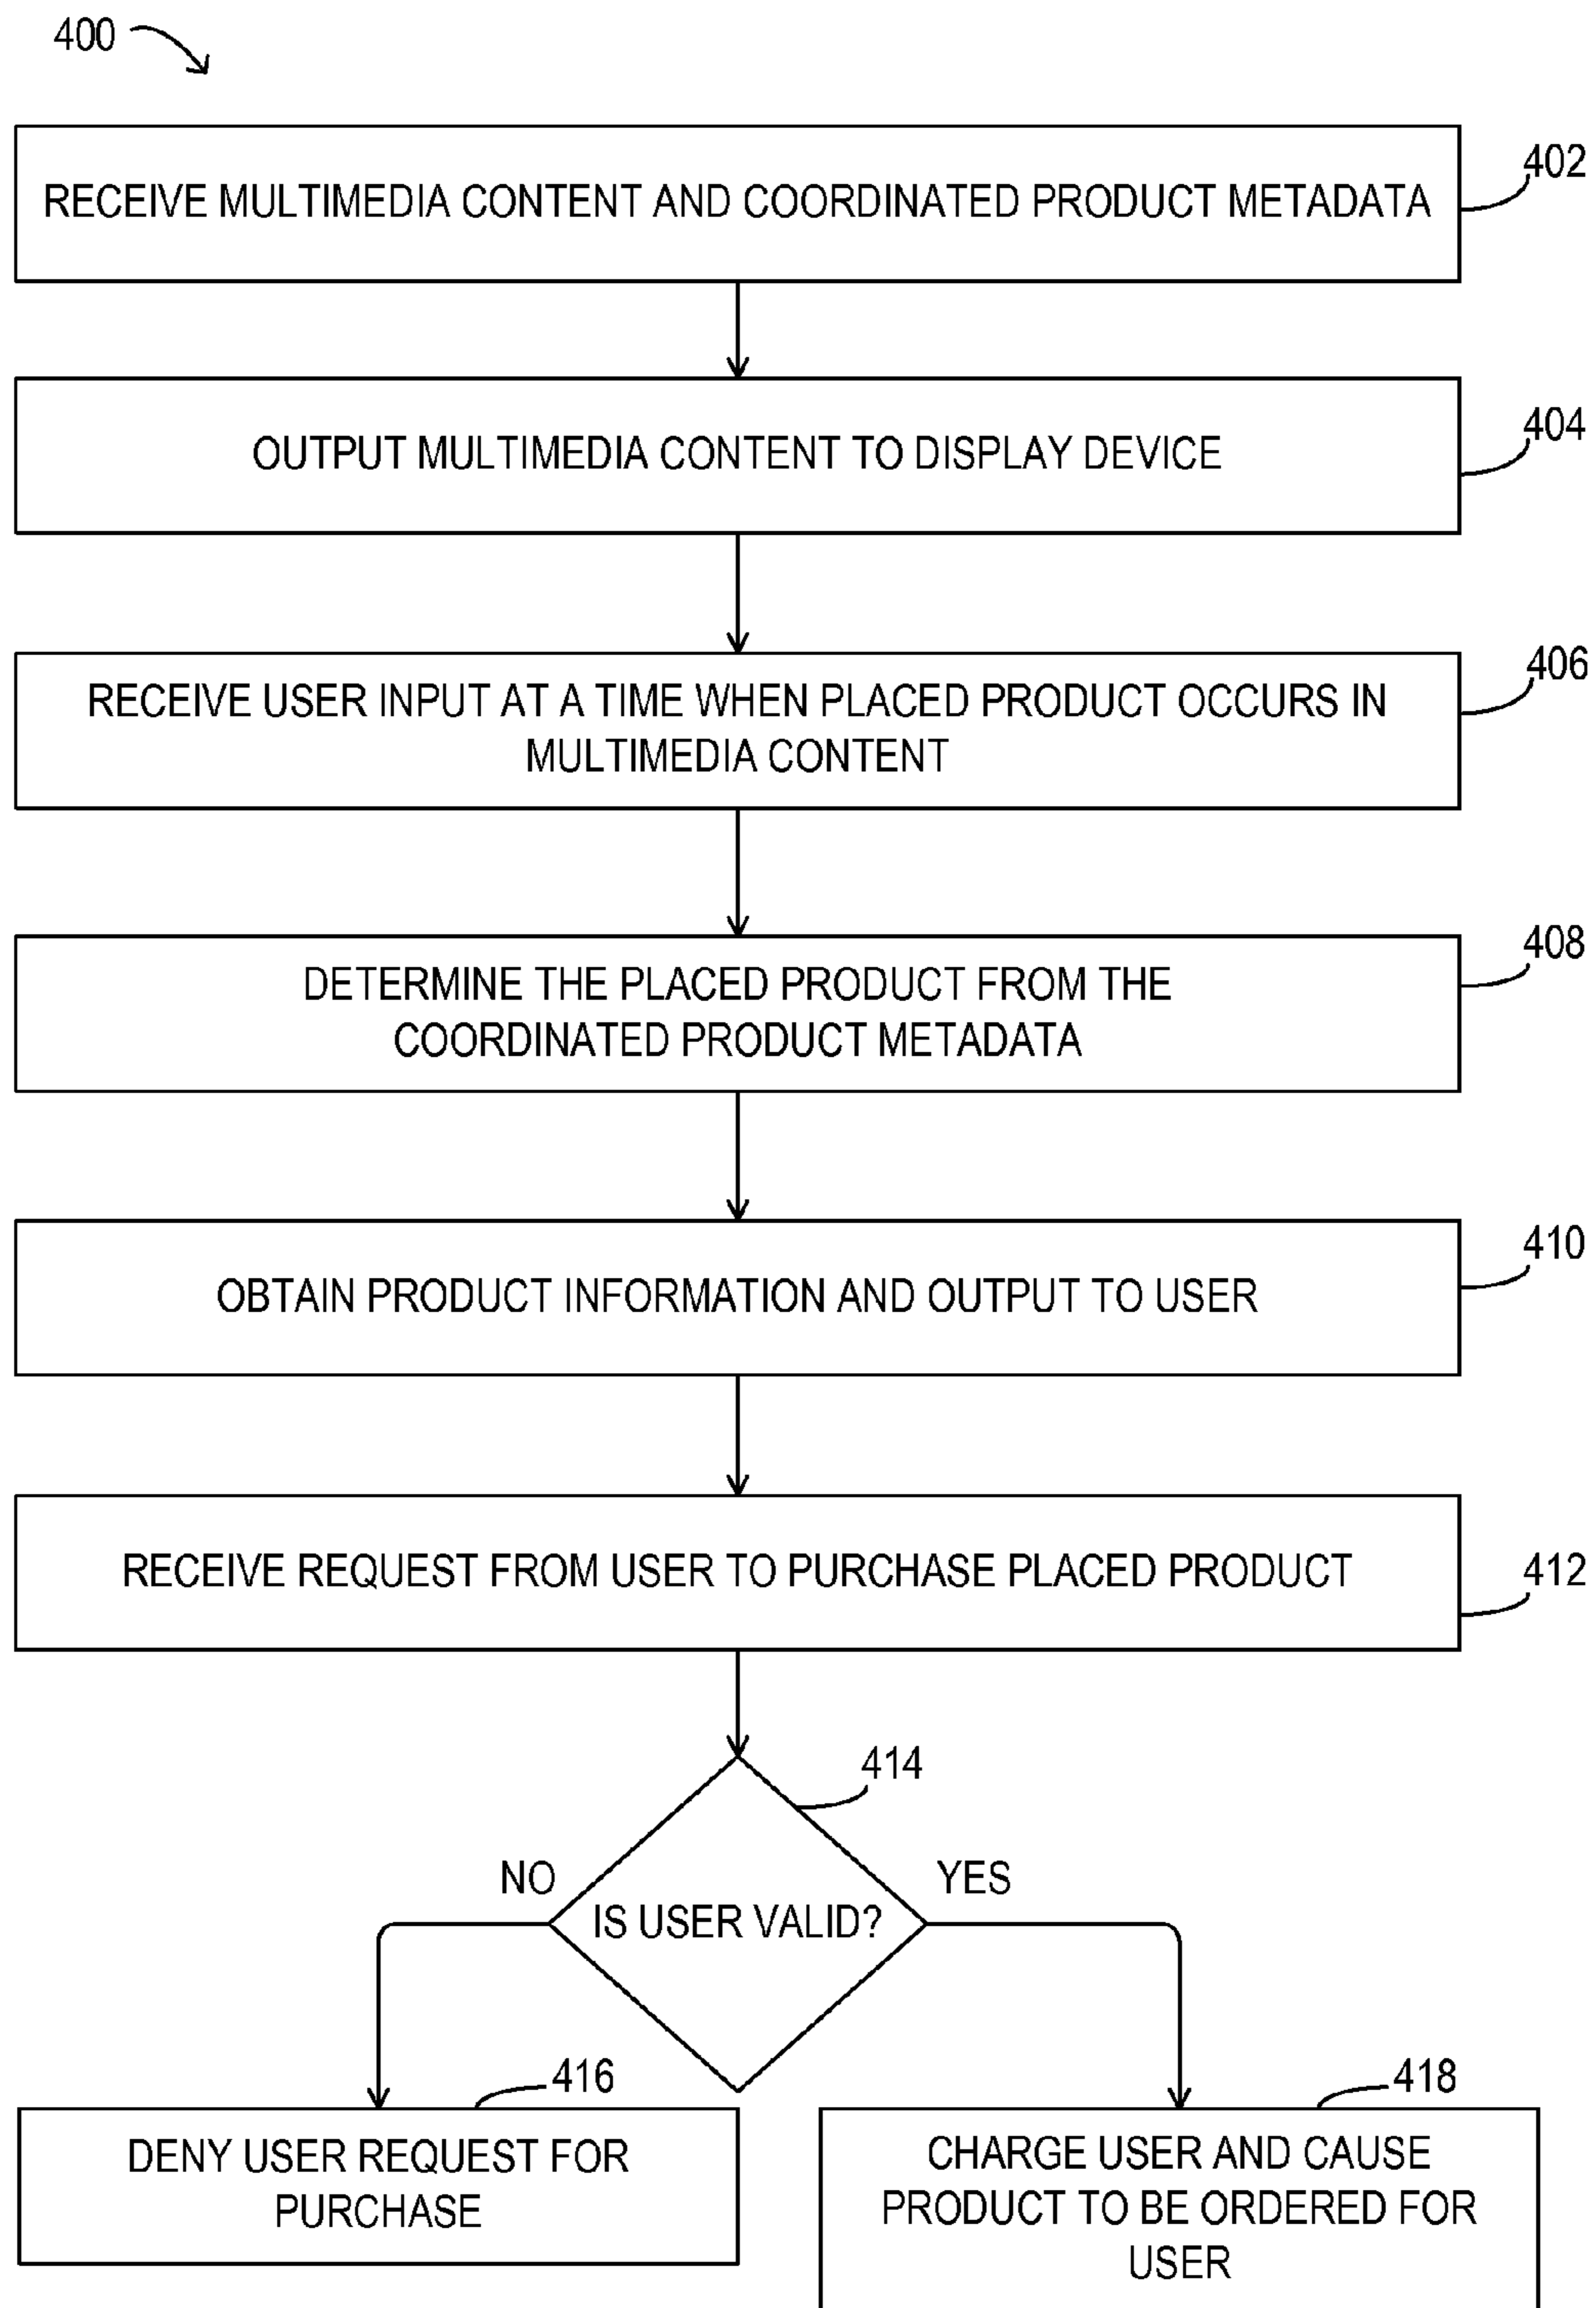 400
RECEIVE MULTIMEDIA CONTENT AND COORDINATED PRODUCT METADATA
402
OUTPUT MULTIMEDIA CONTENT TO DISPLAY DEVICE
404
RECEIVE USER INPUT AT A TIME WHEN PLACED PRODUCT OCCURS IN
MULTIMEDIA CONTENT
406
DETERMINE THE PLACED PRODUCT FROM THE
COORDINATED PRODUCT METADATA
408
OBTAIN PRODUCT INFORMATION AND OUTPUT TO USER
410
RECEIVE REQUEST FROM USER TO PURCHASE PLACED PRODUCT
412
414
NO
YES
IS USER VALID?
416
DENY USER REQUEST FOR
PURCHASE
418
CHARGE USER AND CAUSE
PRODUCT TO BE ORDERED FOR
USER